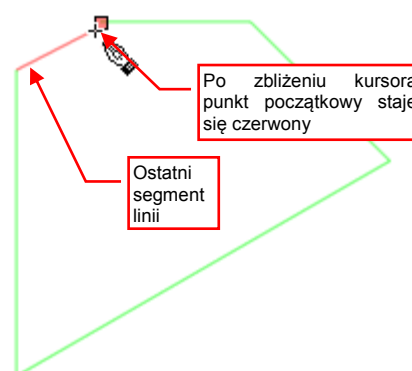 Po zbliżeniu kursora
punkt początkowy staje
się czerwony
Ostatni
segment
linii